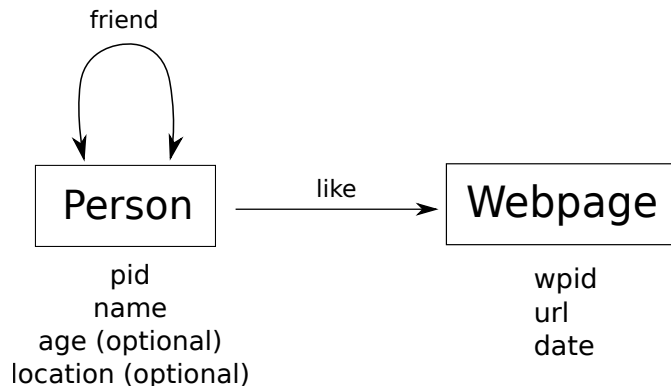 friend
Person
like
Webpage
pid
name
age (optional)
location (optional)
wpid
url
date